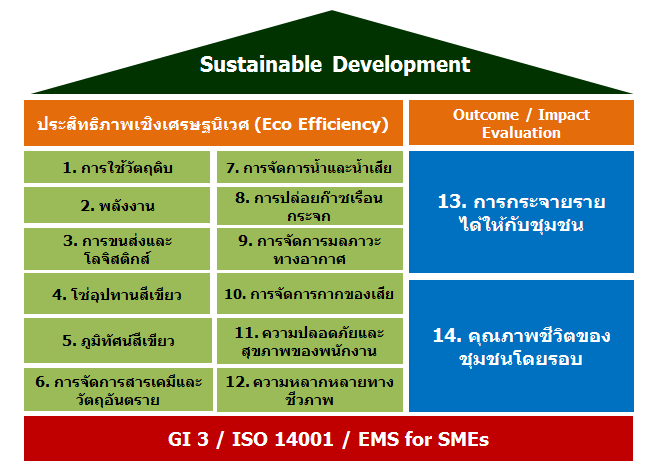 Sustainable Development
ประสิทธิภาพเชิงเศรษฐนิเวศ (Eco Efficiency)
Outcome / Impact
Evaluation
1. การใช้วัตถุดิบ
2. พลังงาน
3. การขนส่งและ
โลจิสติกส์
4. โซ่อุปทานสีเขียว
5. ภูมิทัศน์สีเขียว
6. การจัดการสารเคมีและ
วัตถุอันตราย
7. การจัดการน้ำและน้ำเสีย
8. การปล่อยก๊าซเรือน
กระจก
9. การจัดการมลภาวะ
ทางอากาศ
10. การจัดการกากของเสีย
11. ความปลอดภัยและ
สุขภาพของพนักงาน
12. ความหลากหลายทาง
ชีวภาพ
13. การกระจายราย
ได้ให้กับชุมชน
14. คุณภาพชีวิตของ
ชุมชนโดยรอบ
GI 3 / ISO 14001 / EMS for SMEs